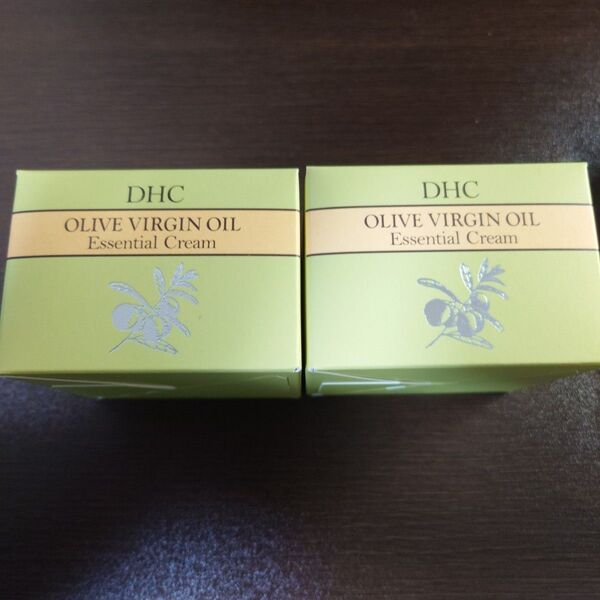 DHC
OLIVE VIRGIN OIL
Essential Cream
DHC
OLIVE VIRGIN OIL
Essential Cream